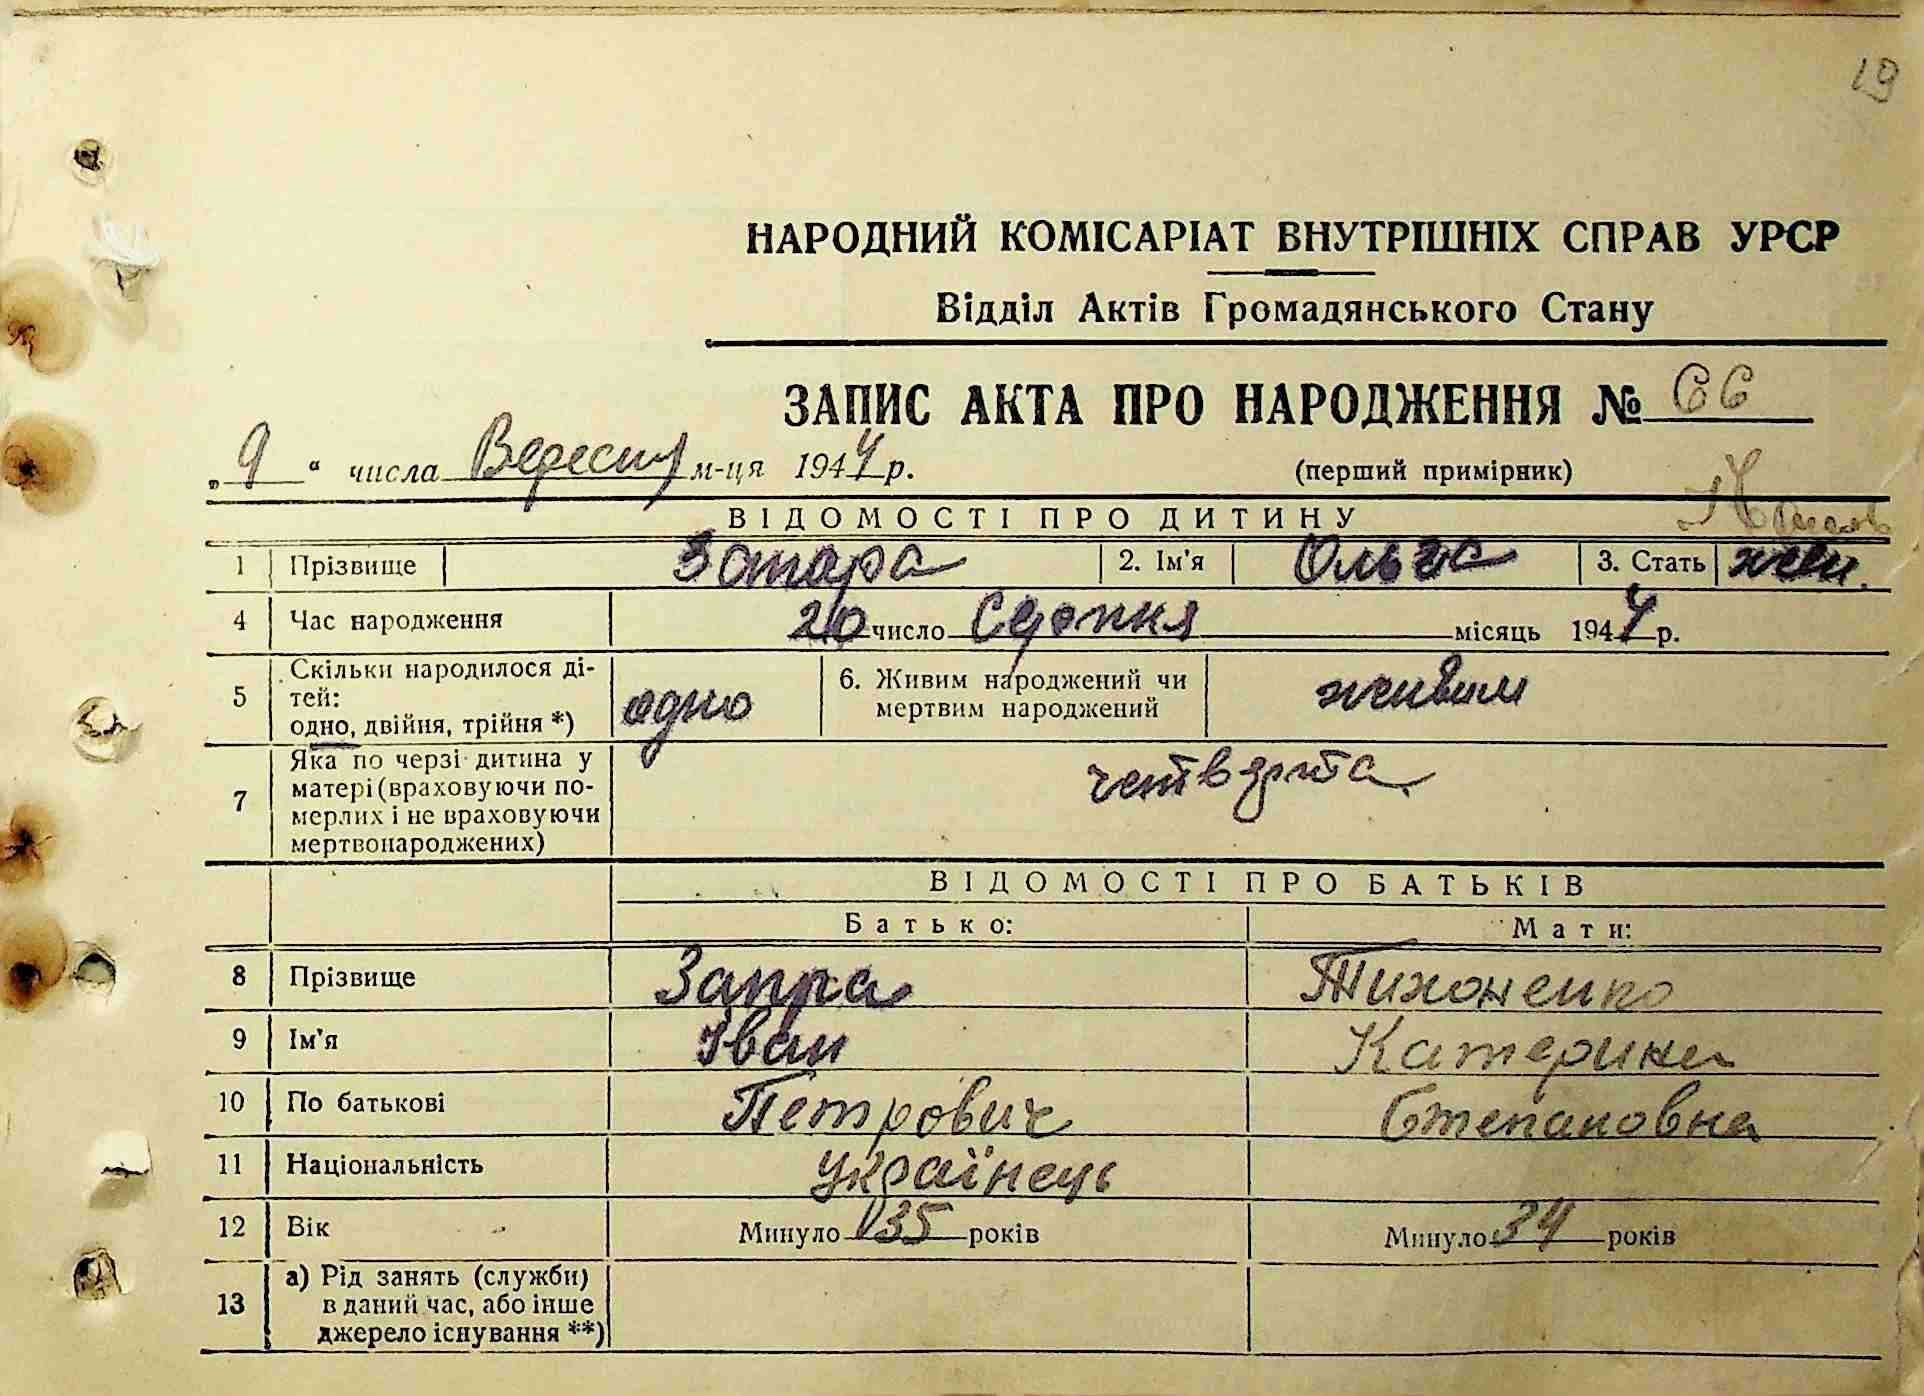 19
НАРОДНИЙ КОМІСАРІАТ ВНУТРІШНІХ СПРАВ УРСР
Відділ Актів Громадянського Стану
ЗАПИС АКТА ПРО НАРОДЖЕННЯ № 66
„9“ числа Вересня м-ця 1944 р. (перший примірник)
ВІДОМОСТІ ПРО ДИТИНУ
1 Прізвище 2. Ім'я Ольга 3. Стать жен.
4 Час народження 20 число Серпня місяць 1944 р.
5 Скільки народилося ді-
тей:
одно, двійня, трійня *) одно 6. Живим народжений чи
мертвим народжений живим
7 Яка по черзі дитина у
матері (враховуючи по-
мерлих і не враховуючи
мертвонароджених) четверта
ВІДОМОСТІ ПРО БАТЬКІВ
Батько: Мати:
8 Прізвище Тихоненко
9 Ім'я Іван Катерина
10 По батькові Петрович Степановна
11 Національність українець
12 Вік Минуло 35 років Минуло 34 років
13 а) Рід занять (служби)
в даний час, або інше
джерело існування **)